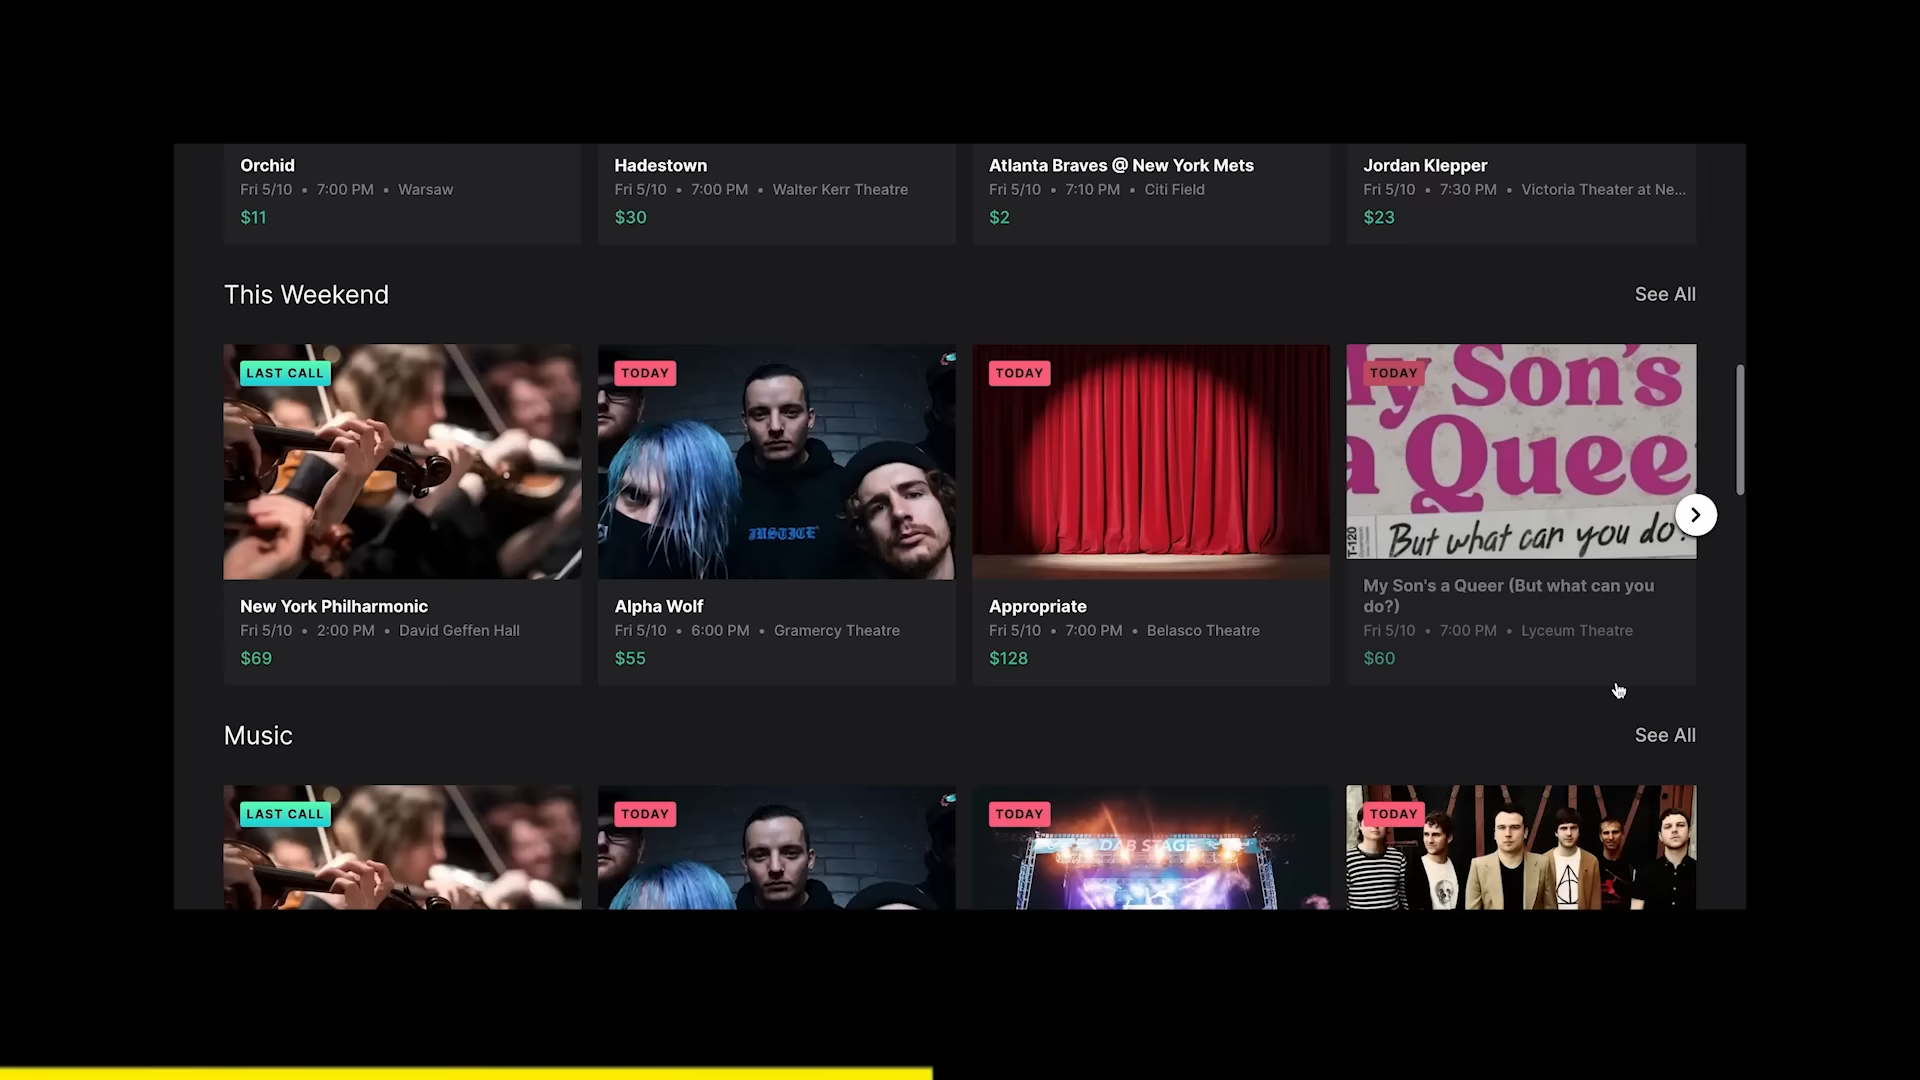 Orchid
Fri 5/10 • 7:00 PM • Warsaw
$11
Hadestown
Fri 5/10 • 7:00 PM • Walter Kerr Theatre
$30
Atlanta Braves @ New York Mets
Fri 5/10 • 7:10 PM • Citi Field
$2
Jordan Klepper
Fri 5/10 • 7:30 PM • Victoria Theater at Ne...
$23
This Weekend
See All
LAST CALL
New York Philharmonic
Fri 5/10 • 2:00 PM • David Geffen Hall
$69
TODAY
JUSTICE
Alpha Wolf
Fri 5/10 • 6:00 PM • Gramercy Theatre
$55
TODAY
Appropriate
Fri 5/10 • 7:00 PM • Belasco Theatre
$128
TODAY
My Son's
a Quee
T-120
But what can you do?
My Son's a Queer (But what can you
do?)
Fri 5/10 • 7:00 PM • Lyceum Theatre
$60
Music
See All
LAST CALL
TODAY
TODAY
DAB STAGE
TODAY